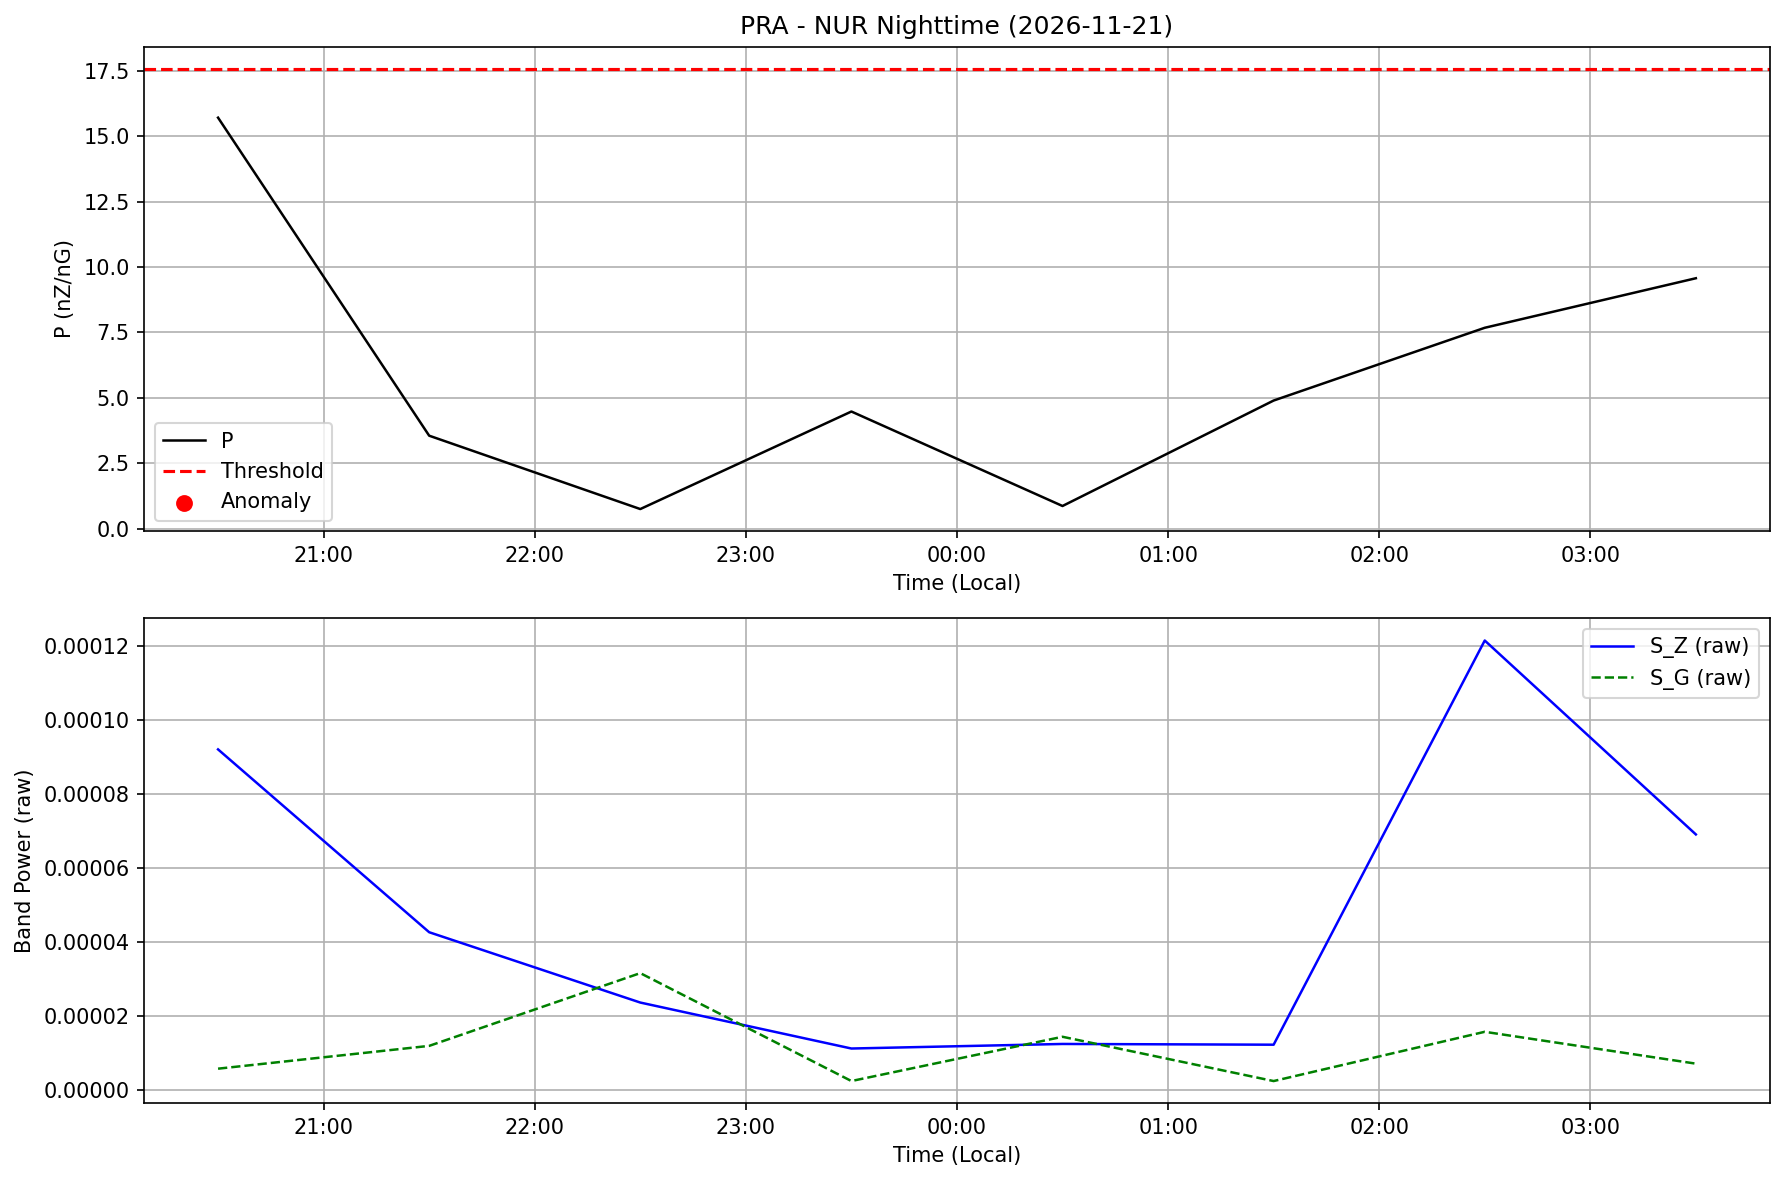 PRA - NUR Nighttime (2026-11-21)
P (nZ/nG)
17.5
15.0
12.5
10.0
7.5
5.0
2.5
0.0
P
Threshold
Anomaly
21:00 22:00 23:00 00:00 01:00 02:00 03:00
Time (Local)
Band Power (raw)
0.00012
0.00010
0.00008
0.00006
0.00004
0.00002
0.00000
S_Z (raw)
S_G (raw)
21:00 22:00 23:00 00:00 01:00 02:00 03:00
Time (Local)